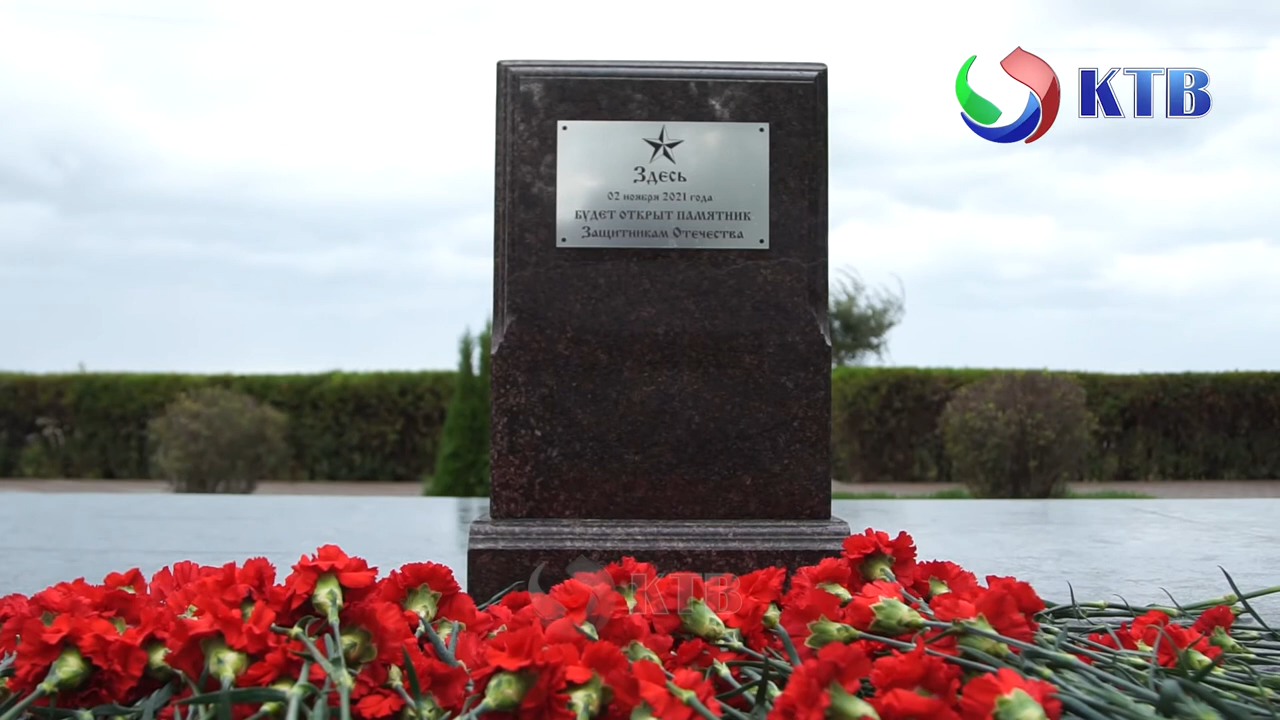 КТВ
Здесь
02 ноября 2021 года
БУДЕТ ОТКРЫТ ПАМЯТНИК
Защитникам Отечества
КТВ